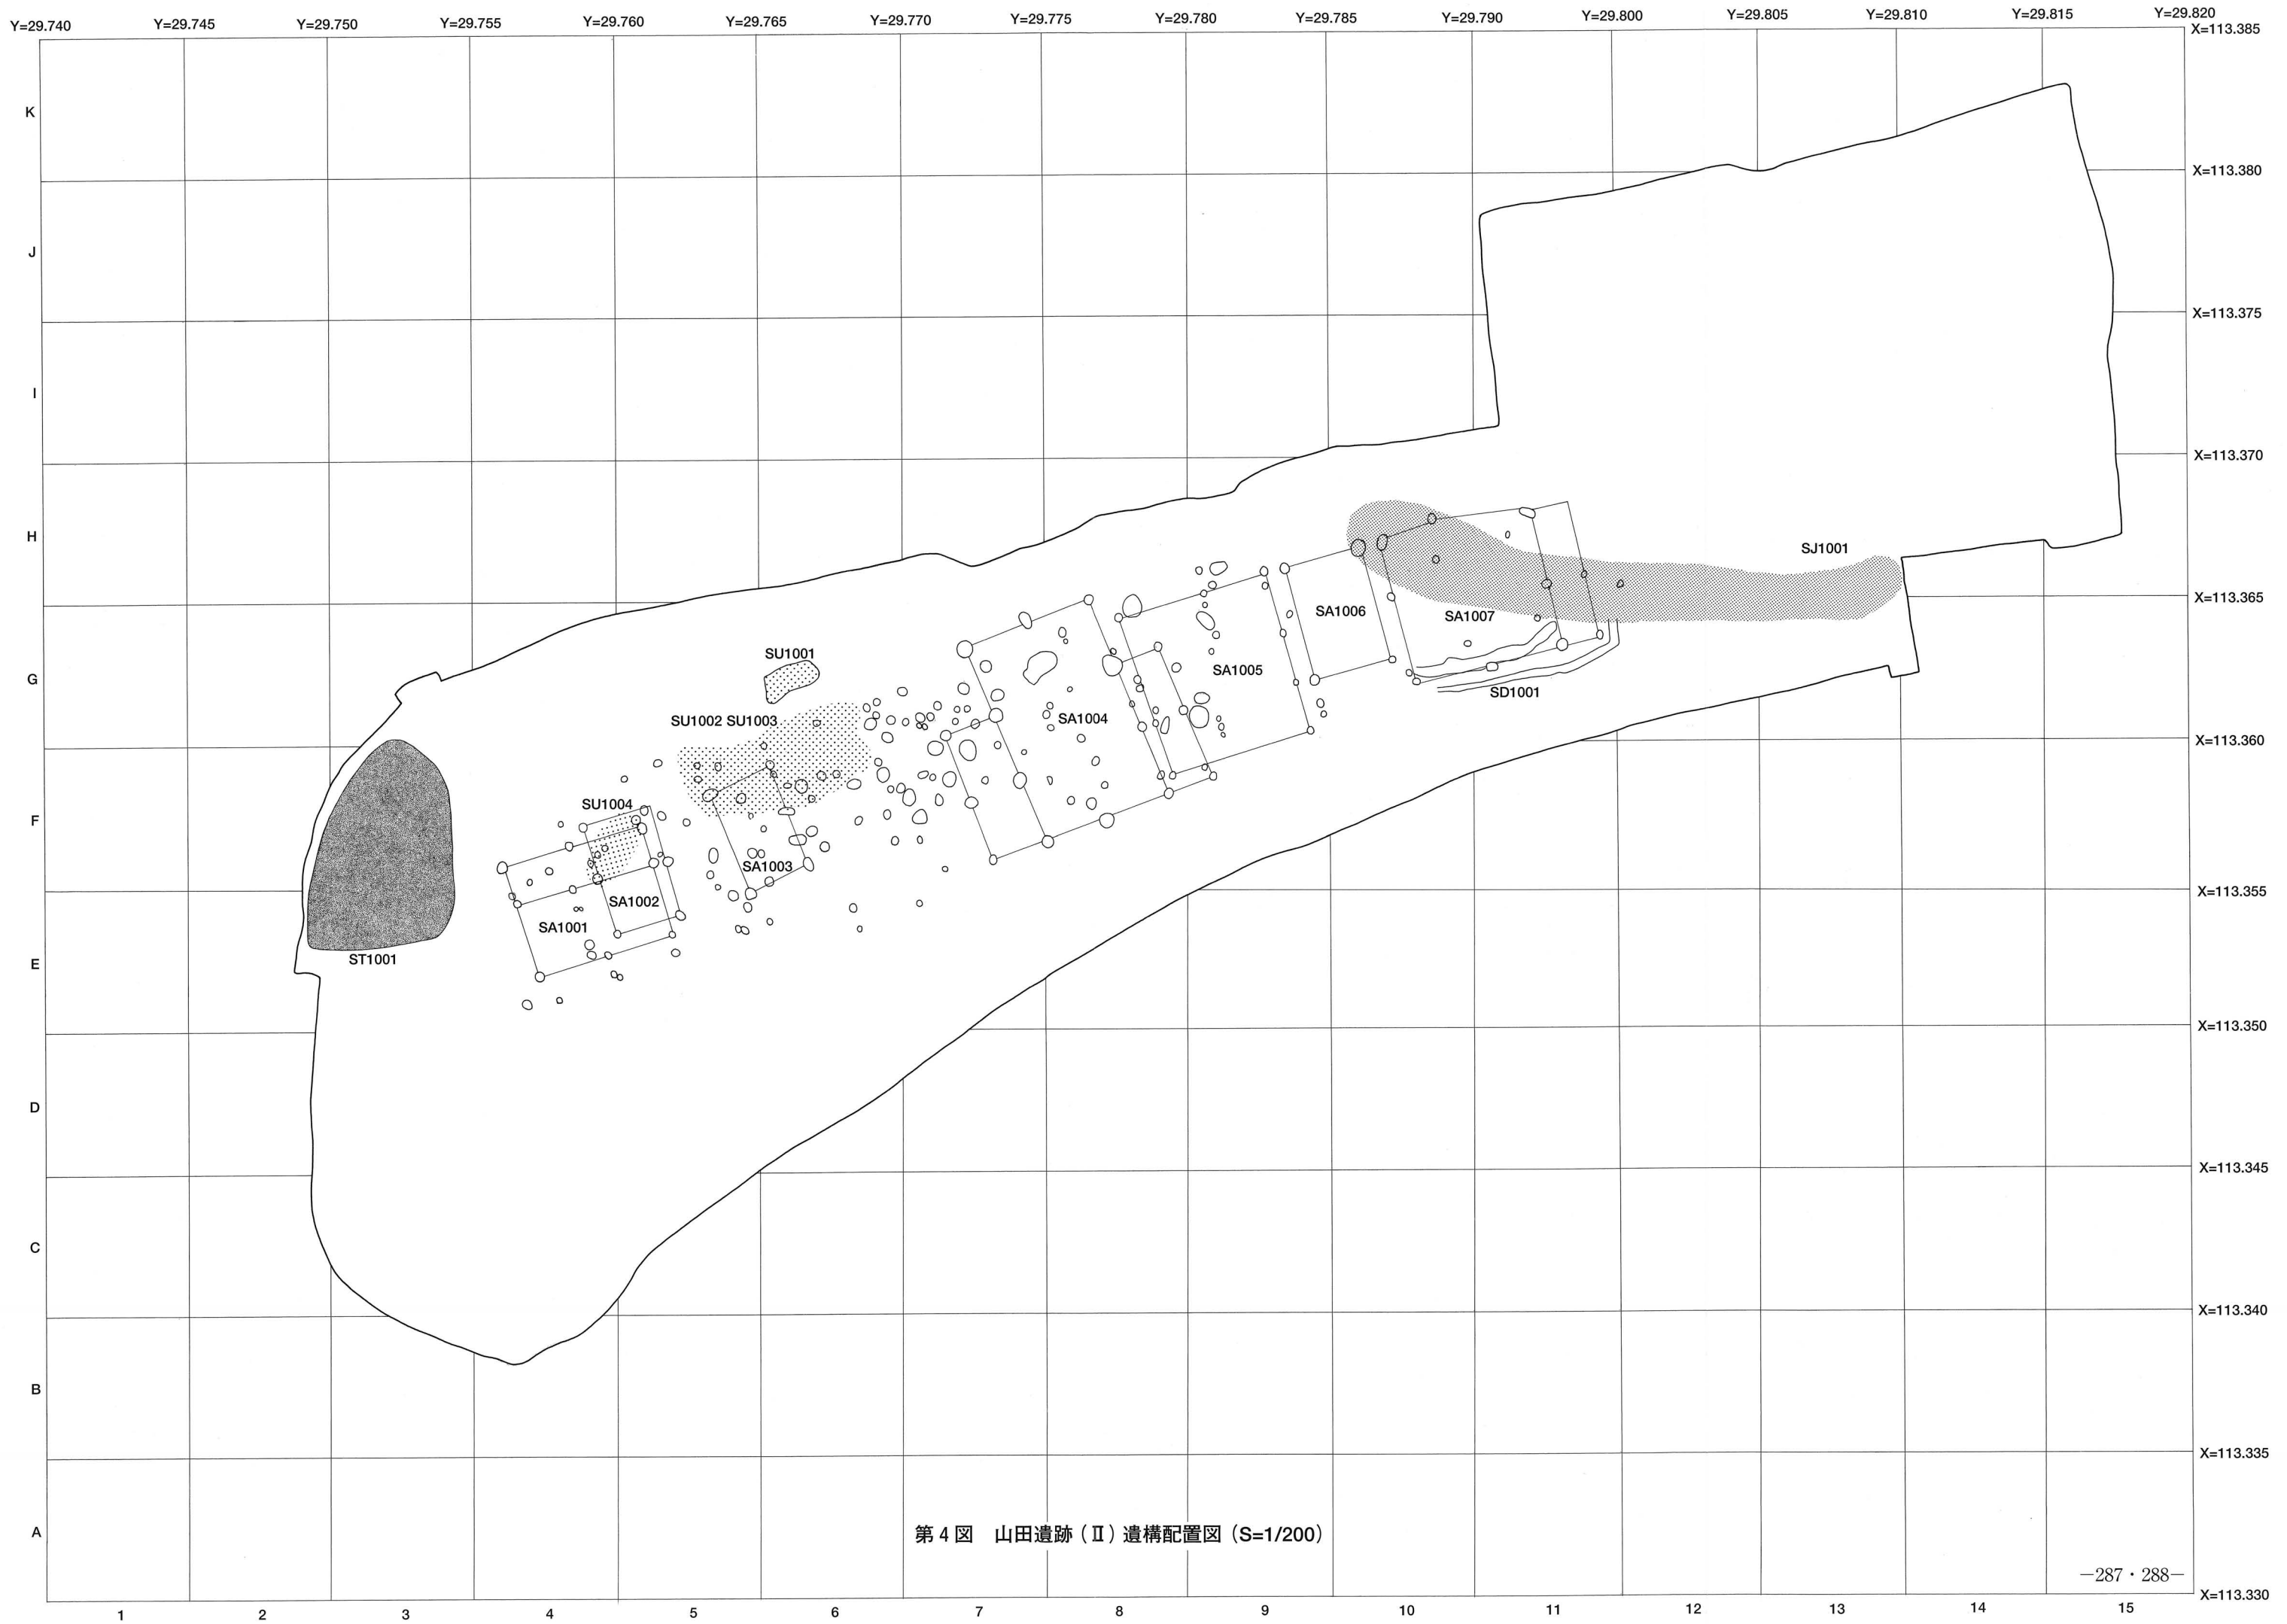 Y=29.740 Y=29.745 Y=29.750 Y=29.755 Y=29.760 Y=29.765 Y=29.770 Y=29.775 Y=29.780 Y=29.785 Y=29.790 Y=29.800 Y=29.805 Y=29.810 Y=29.815 Y=29.820
X=113.385
K
X=113.380
J
X=113.375
I
X=113.370
H
SJ1001
X=113.365
SA1006
SA1007
SU1001
G
SA1005
SD1001
SU1002 SU1003
SA1004
X=113.360
SU1004
F
SA1003
X=113.355
SA1002
SA1001
ST1001
E
X=113.350
D
X=113.345
C
X=113.340
B
X=113.335
A
第4図 山田遺跡(Ⅱ)遺構配置図(S=1/200)
—287・288—
X=113.330
1 2 3 4 5 6 7 8 9 10 11 12 13 14 15